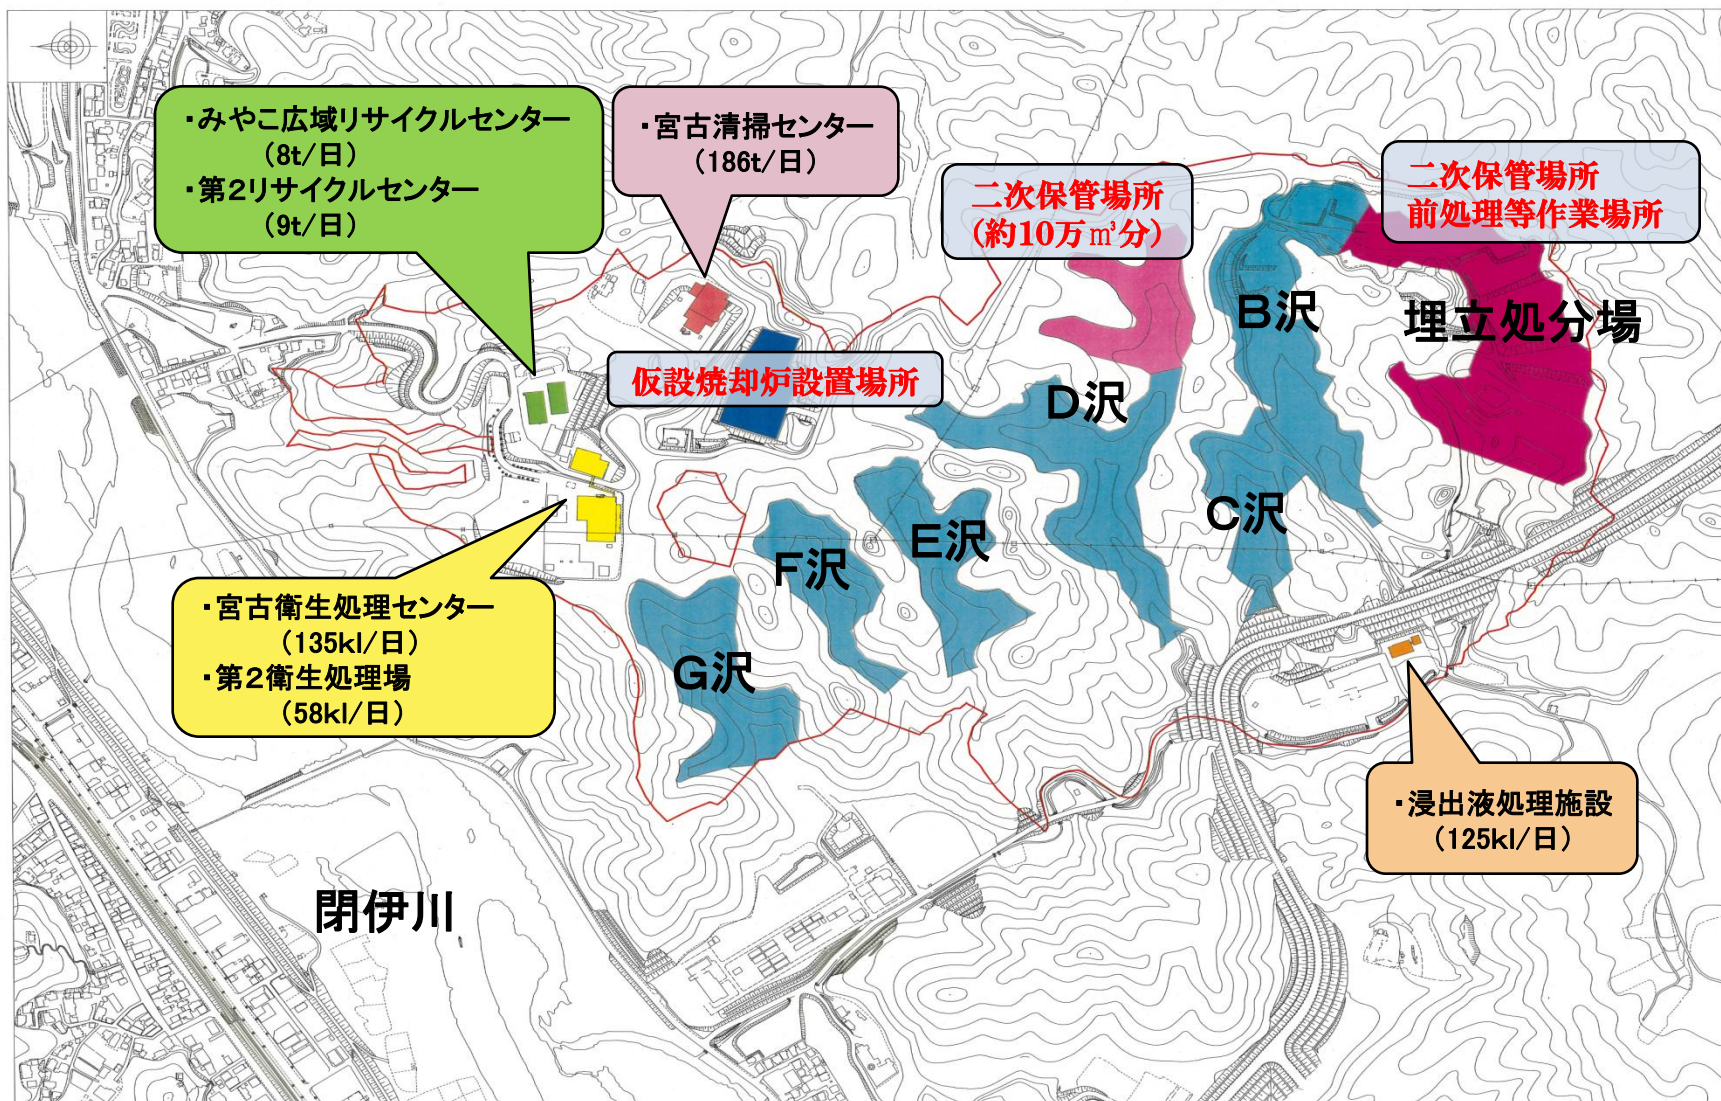 ・みやこ広域リサイクルセンター
(8t/日)
・第2リサイクルセンター
(9t/日)
・宮古清掃センター
(186t/日)
二次保管場所
(約10万㎥分)
二次保管場所
前処理等作業場所
B沢
埋立処分場
仮設焼却炉設置場所
D沢
C沢
E沢
F沢
G沢
・宮古衛生処理センター
(135kl/日)
・第2衛生処理場
(58kl/日)
・浸出液処理施設
(125kl/日)
閉伊川